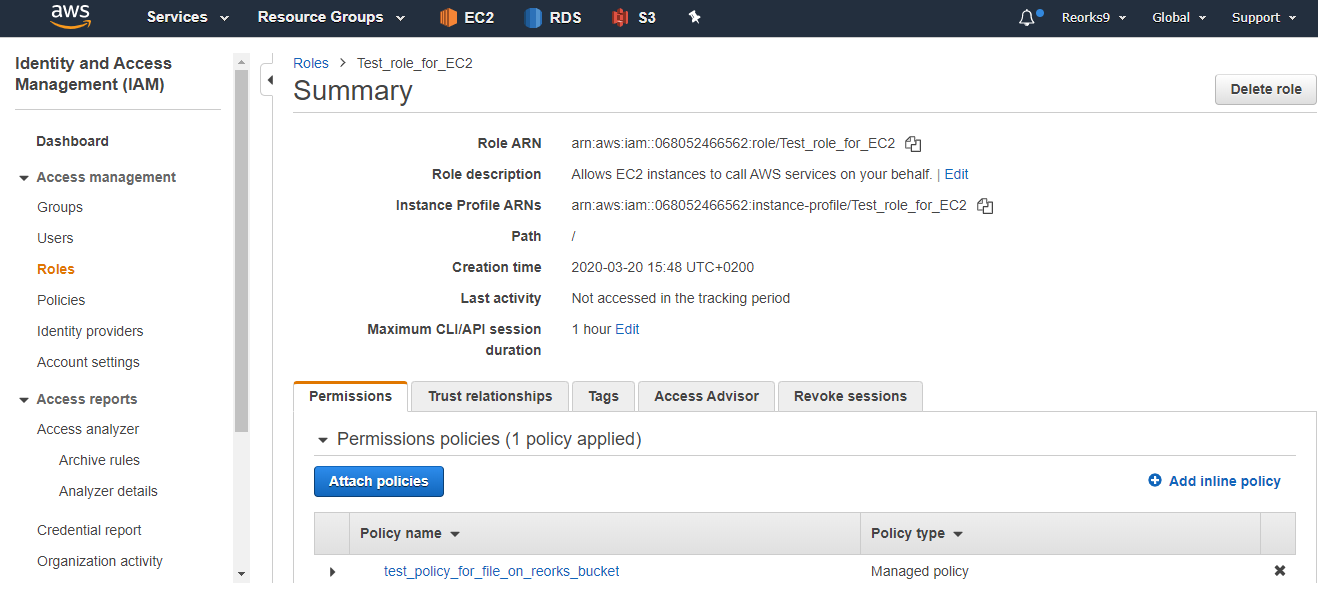 aws Services Resource Groups EC2 RDS S3 Reorks9 Global Support
Identity and Access
Management (IAM)
Dashboard
Access management
Groups
Users
Roles
Policies
Identity providers
Account settings
Access reports
Access analyzer
Archive rules
Analyzer details
Credential report
Organization activity
Roles > Test_role_for_EC2
Summary
Delete role
Role ARN arn:aws:iam::068052466562:role/Test_role_for_EC2
Role description Allows EC2 instances to call AWS services on your behalf. | Edit
Instance Profile ARNs arn:aws:iam::068052466562:instance-profile/Test_role_for_EC2
Path /
Creation time 2020-03-20 15:48 UTC+0200
Last activity Not accessed in the tracking period
Maximum CLI/API session 1 hour Edit
duration
Permissions Trust relationships Tags Access Advisor Revoke sessions
Permissions policies (1 policy applied)
Attach policies Add inline policy
Policy name Policy type
test_policy_for_file_on_reorks_bucket Managed policy